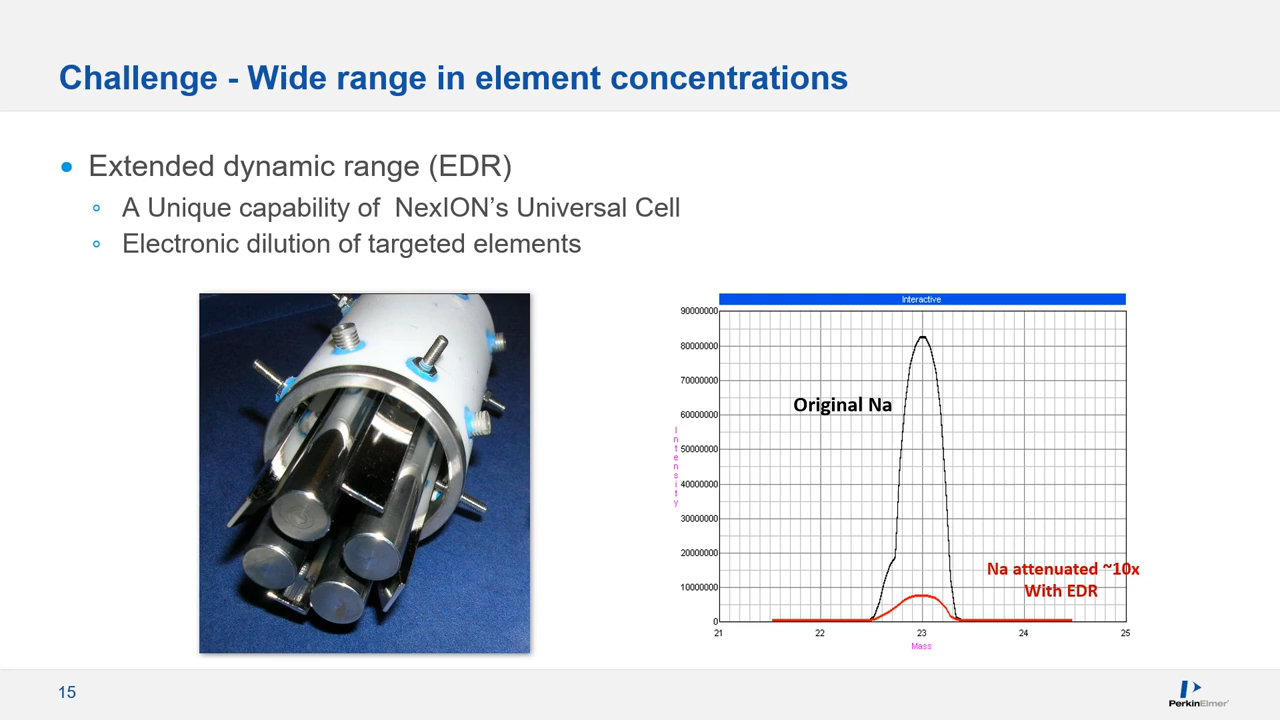 Challenge - Wide range in element concentrations
Extended dynamic range (EDR)
A Unique capability of NexION’s Universal Cell
Electronic dilution of targeted elements
Interactive
90000000
80000000
70000000
60000000
50000000
40000000
30000000
20000000
10000000
0
Intensity
Original Na
Na attenuated ~10x
With EDR
21 22 23 24 25
Mass
15
PerkinElmer